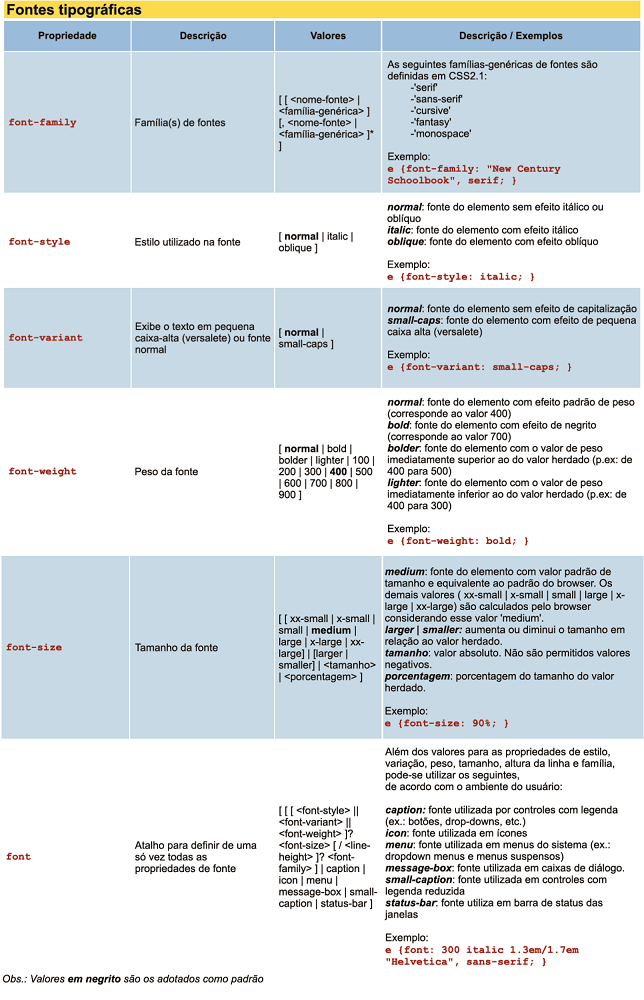 Fontes tipográficas
Propriedade
Descrição
Valores
Descrição / Exemplos
font-family
Família(s) de fontes
[ [ <nome-fonte> |
<família-genérica> ]
[, <nome-fonte> |
<família-genérica> ]*
]
As seguintes famílias-genéricas de fontes são
definidas em CSS2.1:
-'serif'
-'sans-serif'
-'cursive'
-'fantasy'
-'monospace'
Exemplo:
e {font-family: "New Century
Schoolbook", serif; }
font-style
Estilo utilizado na fonte
[ normal | italic |
oblique ]
normal: fonte do elemento sem efeito itálico ou
oblíquo
italic: fonte do elemento com efeito itálico
oblique: fonte do elemento com efeito oblíquo
Exemplo:
e {font-style: italic; }
font-variant
Exibe o texto em pequena
caixa-alta (versalete) ou fonte
normal
[ normal |
small-caps ]
normal: fonte do elemento sem efeito de capitalização
small-caps: fonte do elemento com efeito de pequena
caixa alta (versalete)
Exemplo:
e {font-variant: small-caps; }
font-weight
Peso da fonte
[ normal | bold |
bolder | lighter | 100 |
200 | 300 | 400 | 500
| 600 | 700 | 800 |
900 ]
normal: fonte do elemento com efeito padrão de peso
(corresponde ao valor 400)
bold: fonte do elemento com efeito de negrito
(corresponde ao valor 700)
bolder: fonte do elemento com o valor de peso
imediatamente superior ao do valor herdado (p.ex: de
400 para 500)
lighter: fonte do elemento com o valor de peso
imediatamente inferior ao do valor herdado (p.ex: de
400 para 300)
Exemplo:
e {font-weight: bold; }
font-size
Tamanho da fonte
[ [ xx-small | x-small |
small | medium |
large | x-large | xx-
large] | [larger |
smaller] | <tamanho>
| <porcentagem> ]
medium: fonte do elemento com valor padrão de
tamanho e equivalente ao padrão do browser. Os
demais valores ( xx-small | x-small | small | large | x-
large | xx-large) são calculados pelo browser
considerando esse valor 'medium'.
larger | smaller: aumenta ou diminui o tamanho em
relação ao valor herdado.
tamanho: valor absoluto. Não são permitidos valores
negativos.
porcentagem: porcentagem do tamanho do valor
herdado.
Exemplo:
e {font-size: 90%; }
font
Atalho para definir de uma
só vez todas as
propriedades de fonte
[ [ [ <font-style> ||
<font-variant> ||
<font-weight> ]?
<font-size> [ / <line-
height> ]? <font-
family> ] | caption |
icon | menu |
message-box | small-
caption | status-bar ]
Além dos valores para as propriedades de estilo,
variação, peso, tamanho, altura da linha e família,
pode-se utilizar os seguintes,
de acordo com o ambiente do usuário:
caption: fonte utilizada por controles com legenda
(ex.: botões, drop-downs, etc.)
icon: fonte utilizada em ícones
menu: fonte utilizada em menus do sistema (ex.:
dropdown menus e menus suspensos)
message-box: fonte utilizada em caixas de diálogo.
small-caption: fonte utilizada em controles com
legenda reduzida
status-bar: fonte utiliza em barra de status das
janelas
Exemplo:
e {font: 300 italic 1.3em/1.7em
"Helvetica", sans-serif; }
Obs.: Valores em negrito são os adotados como padrão